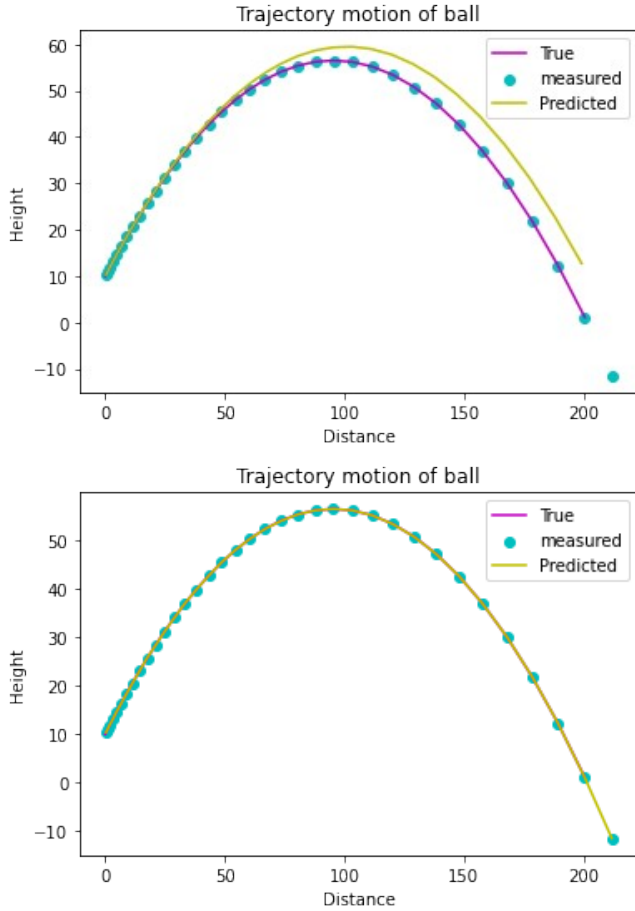 Trajectory motion of ball
60
50
40
30
20
10
0
−10
Height
True
measured
Predicted
0
50
100
150
200
Distance
Trajectory motion of ball
50
40
30
20
10
0
−10
Height
True
measured
Predicted
0
50
100
150
200
Distance